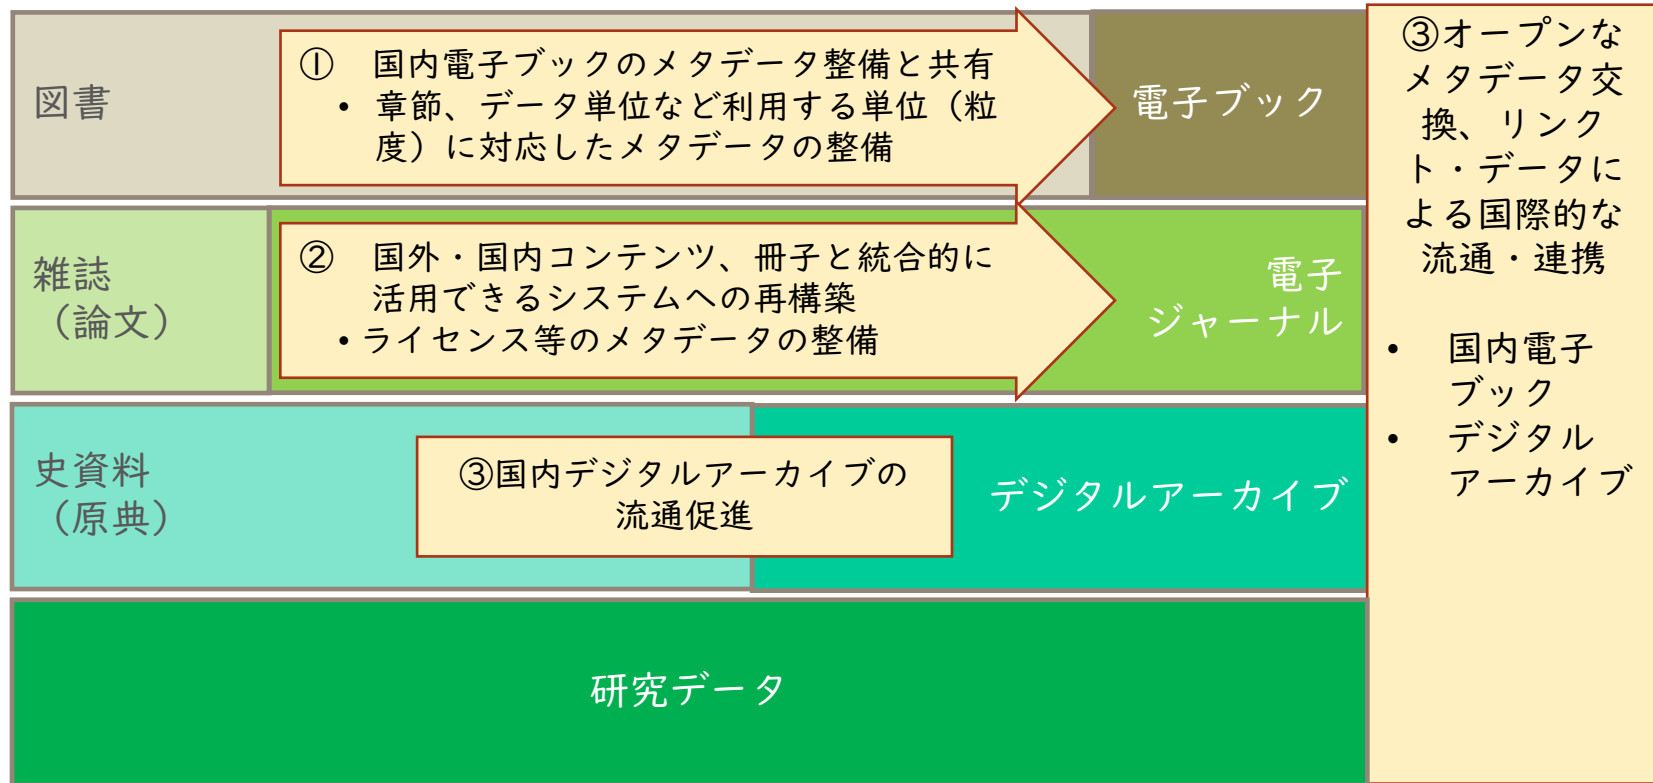 図書
① 国内電子ブックのメタデータ整備と共有
• 章節、データ単位など利用する単位（粒
度）に対応したメタデータの整備
電子ブック
雑誌
（論文）
② 国外・国内コンテンツ、冊子と統合的に
活用できるシステムへの再構築
•ライセンス等のメタデータの整備
電子
ジャーナル
史資料
（原典）
③国内デジタルアーカイブの
流通促進
デジタルアーカイブ
研究データ
③オープンな
メタデータ交
換、リンク
ト・データに
よる国際的な
流通・連携
• 国内電子
ブック
• デジタル
アーカイブ